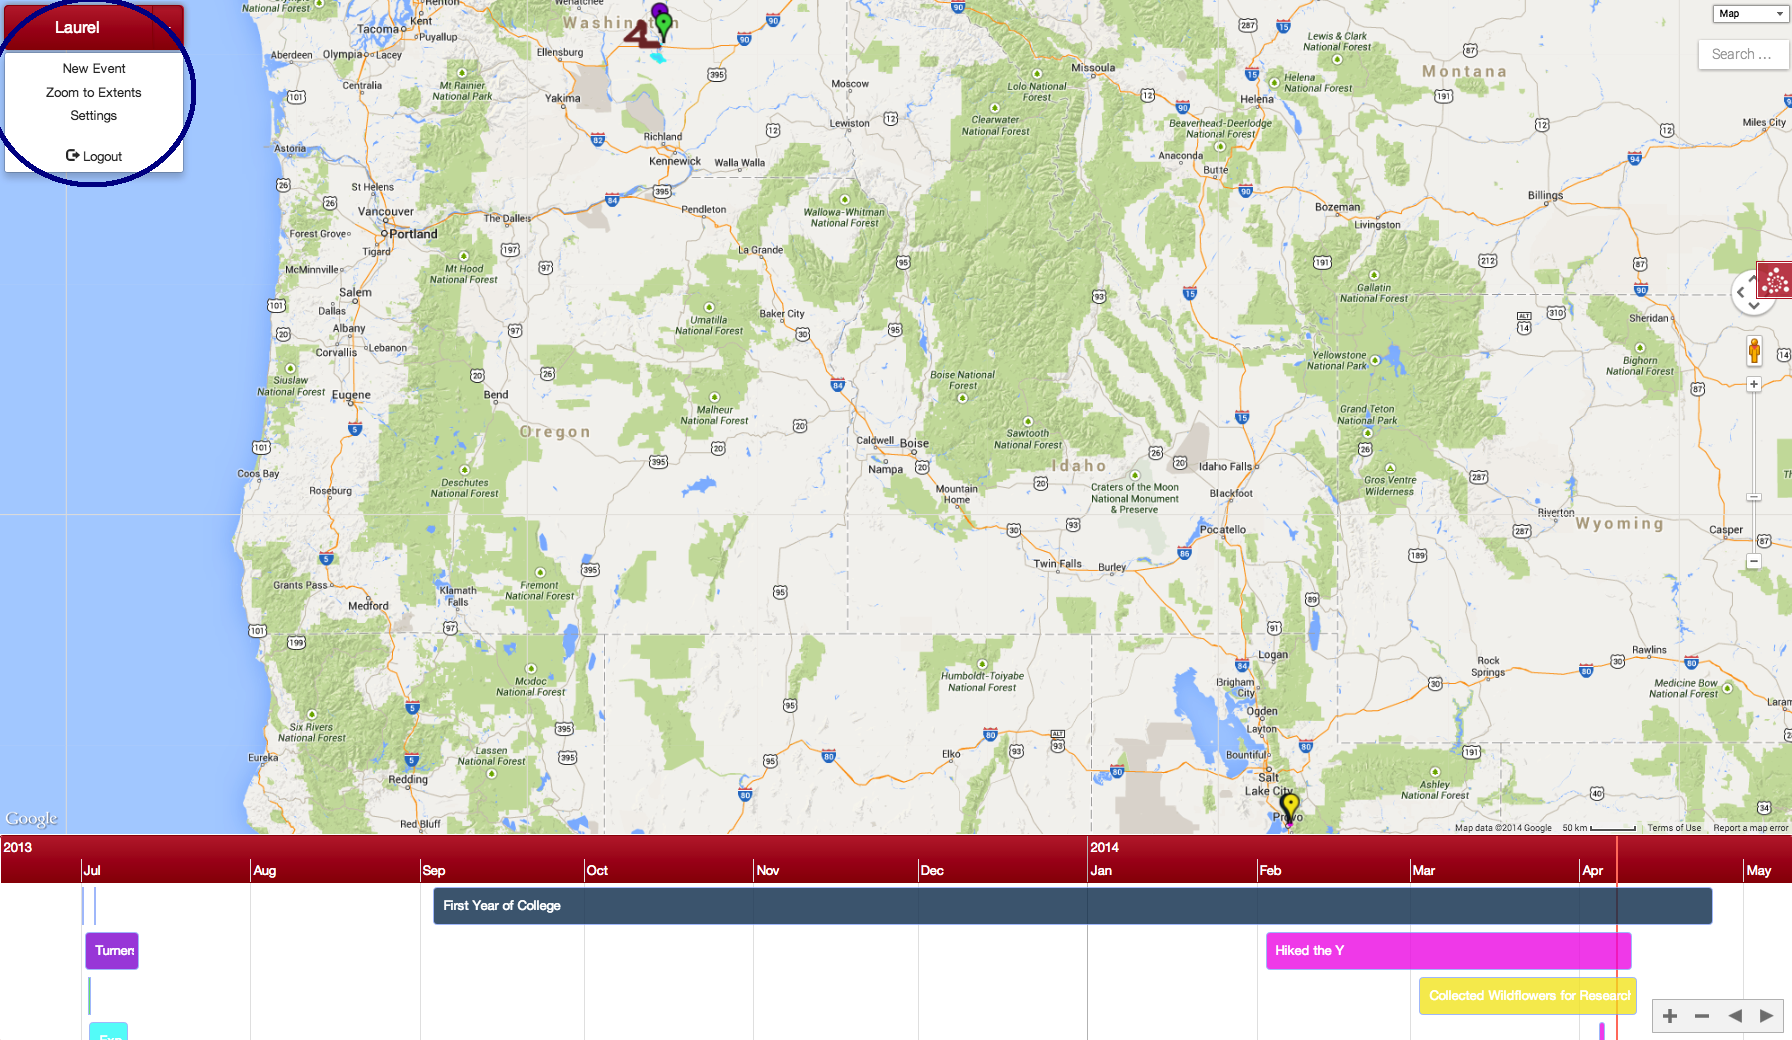 Laurel
New Event
Zoom to Extents
Settings
Logout
Map
Search ...
National Forest
Renton
Wenatchee
Kent
Tacoma
Puyallup
Washington
Aberdeen
Olympia
Lacey
Ellensburg
Centralia
Mt Rainier
National Park
Yakima
Richland
Kennewick
Walla Walla
Moscow
Lewiston
Lolo National
Forest
Clearwater
National Forest
Missoula
Lewis & Clark
National Forest
Helena
National Forest
Helena
Montana
Beaverhead-Deerlodge
National Forest
Anaconda
Butte
Miles City
Billings
Bozeman
Livingston
Astoria
St Helens
Vancouver
Forest Grove
Portland
Tigard
The Dalles
Pendleton
Wallowa-Whitman
National Forest
La Grande
McMinnville
Mt Hood
National Forest
Salem
Dallas
Albany
Corvallis
Lebanon
Umatilla
National Forest
Baker City
Gallatin
National Forest
Sheridan
Bighorn
National Forest
Yellowstone
National Park
Siuslaw
National Forest
Eugene
Bend
Malheur
National Forest
Boise National
Forest
Sawtooth
National Forest
Grand Teton
National Park
Oregon
Caldwell
Boise
Nampa
Idaho
Idaho Falls
Coos Bay
Roseburg
Deschutes
National Forest
Mountain
Home
Craters of the Moon
National Monument
& Preserve
Blackfoot
Gros Ventre
Wilderness
Pocatello
Riverton
Wyoming
Casper
Twin Falls
Burley
Grants Pass
Medford
Klamath
Falls
Fremont
National Forest
Modoc
National Forest
Humboldt-Toiyabe
National Forest
Logan
Brigham
City
Rock
Springs
Rawlins
Medicine Bow
National Forest
Laram
Six Rivers
National Forest
Ogden
Layton
Eureka
Lassen
National Forest
Elko
Bountiful
Salt
Lake City
Ashley
National Forest
Redding
Provo
Red Bluff
Google
Map data ©2014 Google
50 km
Terms of Use
Report a map error
2013
2014
Jul
Aug
Sep
Oct
Nov
Dec
Jan
Feb
Mar
Apr
May
First Year of College
Turners
Hiked the Y
Collected Wildflowers for Research